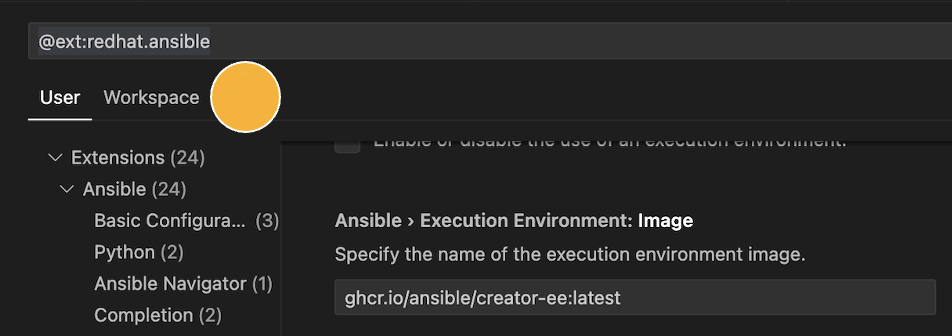 @ext:redhat.ansible
User Workspace
Enable or disable the use of an execution environment.
Extensions (24)
Ansible (24)
Basic Configura... (3)
Python (2)
Ansible Navigator (1)
Completion (2)
Ansible › Execution Environment: Image
Specify the name of the execution environment image.
ghcr.io/ansible/creator-ee:latest